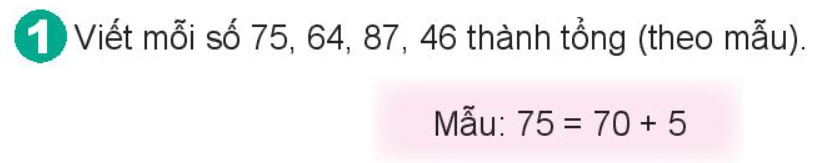 1 Viết mỗi số 75, 64, 87, 46 thành tổng (theo mẫu).
Mẫu: 75 = 70 + 5